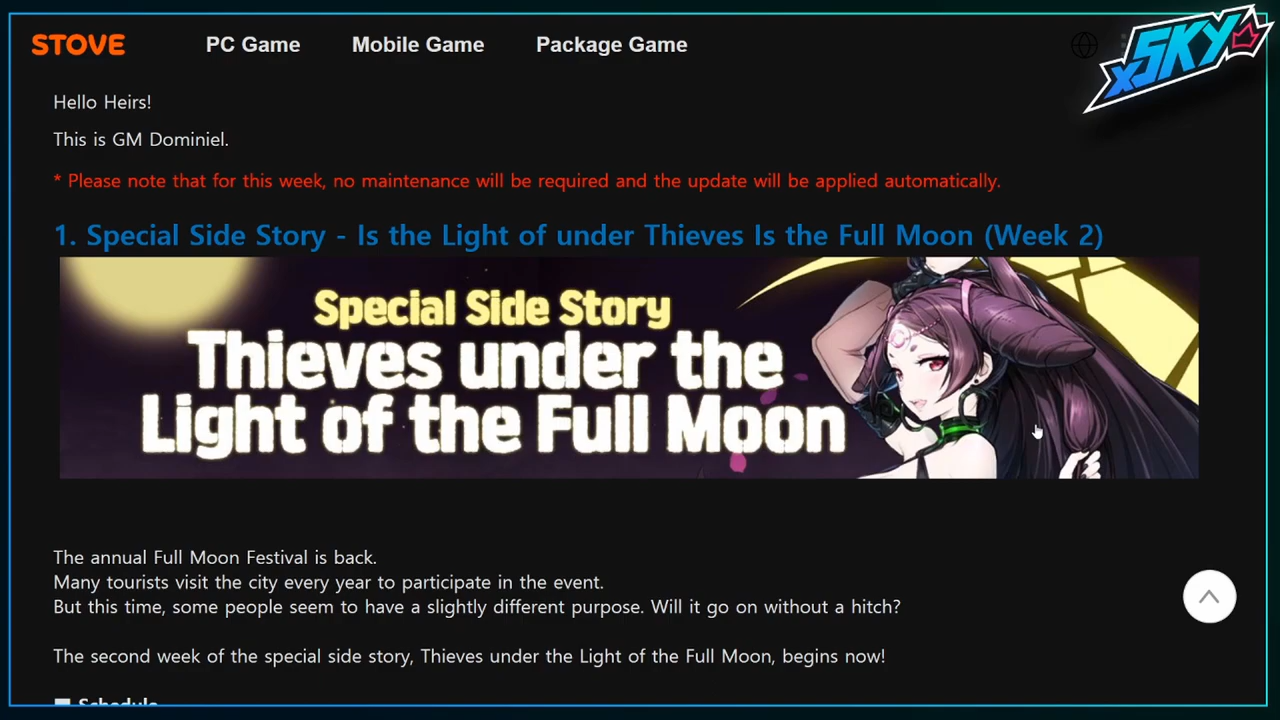 STOVE PC Game Mobile Game Package Game
xSKY
Hello Heirs!
This is GM Dominiel.
* Please note that for this week, no maintenance will be required and the update will be applied automatically.
1. Special Side Story - Is the Light of under Thieves Is the Full Moon (Week 2)
Special Side Story
Thieves under the
Light of the Full Moon
The annual Full Moon Festival is back.
Many tourists visit the city every year to participate in the event.
But this time, some people seem to have a slightly different purpose. Will it go on without a hitch?
The second week of the special side story, Thieves under the Light of the Full Moon, begins now!
Schedule